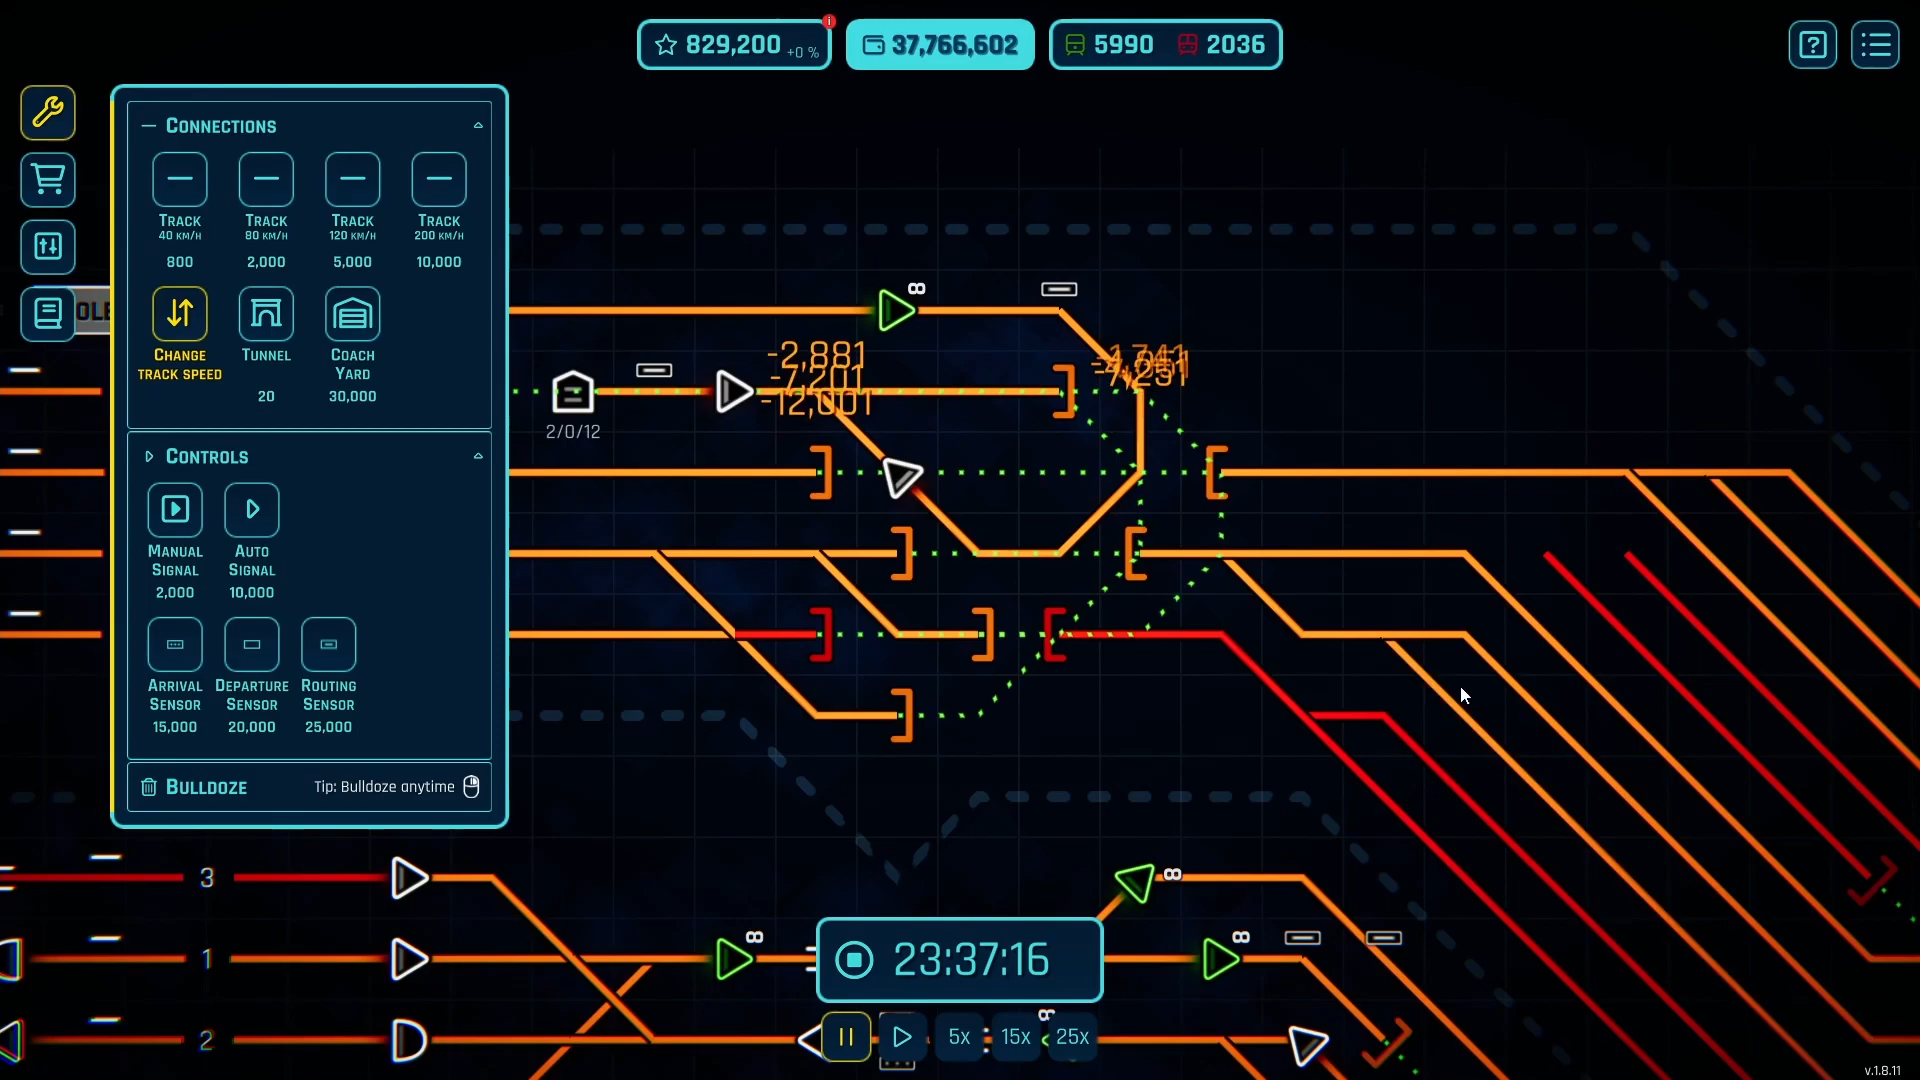 829,200 +0 %
37,766,602
5990 2036
CONNECTIONS
TRACK TRACK TRACK TRACK
40 KM/H 80 KM/H 120 KM/H 200 KM/H
800 2,000 5,000 10,000
CHANGE TRACK SPEED
TUNNEL
20
COACH YARD
30,000
CONTROLS
MANUAL SIGNAL
2,000
AUTO SIGNAL
10,000
ARRIVAL SENSOR
15,000
DEPARTURE SENSOR
20,000
ROUTING SENSOR
25,000
BULLDOZE
Tip: Bulldoze anytime
-2,881
-7,201
-12,001
2/0/12
3
1
2
23:37:16
5x 15x 25x
v.1.8.11